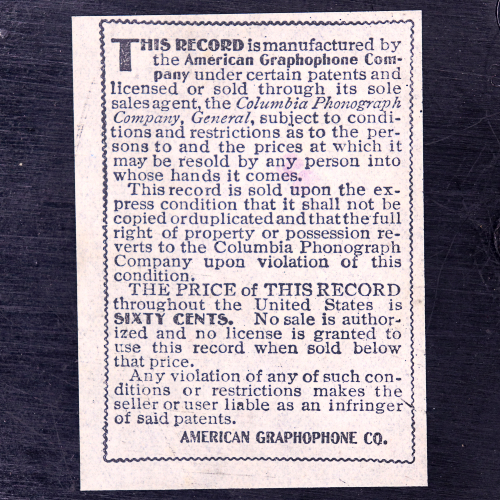 THIS RECORD is manufactured by
the American Graphophone Com-
pany under certain patents and
licensed or sold through its sole
sales agent, the Columbia Phonograph
Company, General, subject to condi-
tions and restrictions as to the per-
sons to and the prices at which it
may be resold by any person into
whose hands it comes.
This record is sold upon the ex-
press condition that it shall not be
copied or duplicated and that the full
right of property or possession re-
verts to the Columbia Phonograph
Company upon violation of this
condition.
THE PRICE of THIS RECORD
throughout the United States is
SIXTY CENTS. No sale is author-
ized and no license is granted to
use this record when sold below
that price.
Any violation of any of such con-
ditions or restrictions makes the
seller or user liable as an infringer
of said patents.
AMERICAN GRAPHOPHONE CO.